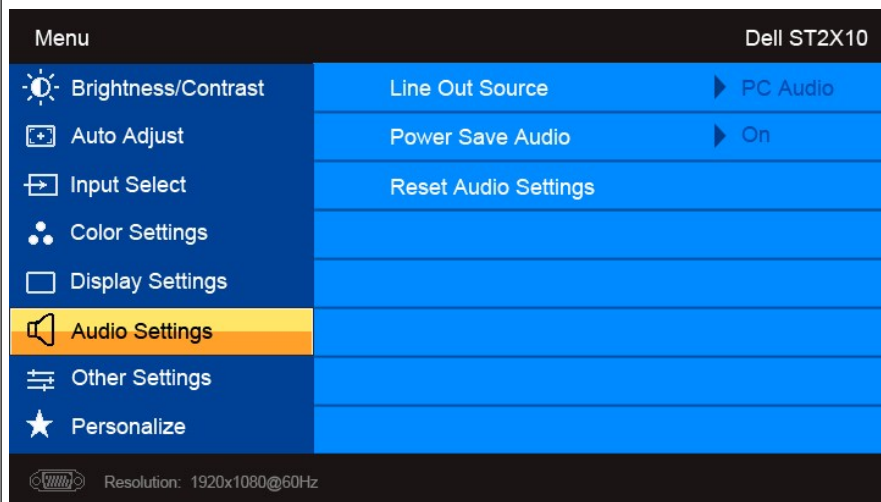 Menu Dell ST2X10
Brightness/Contrast Line Out Source PC Audio
Auto Adjust Power Save Audio On
Input Select Reset Audio Settings
Color Settings
Display Settings
Audio Settings
Other Settings
Personalize
Resolution: 1920x1080@60Hz